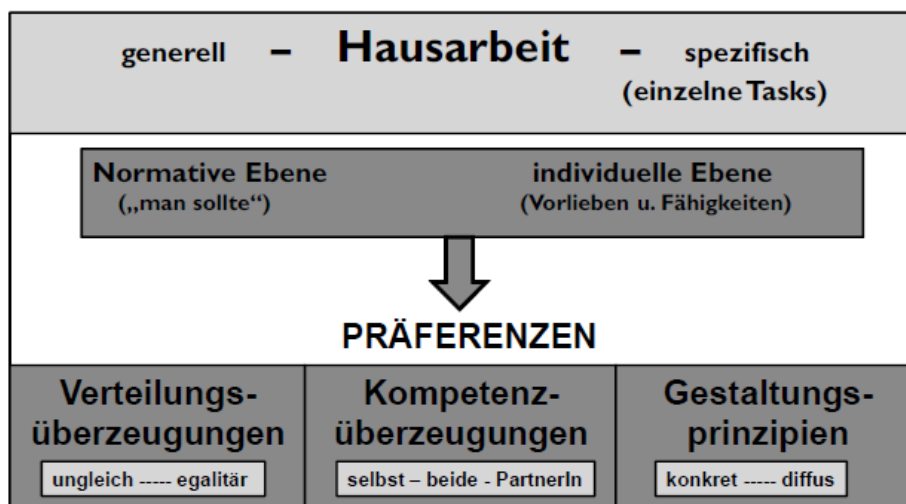 generell – Hausarbeit – spezifisch
(einzelne Tasks)
Normative Ebene
(„man sollte“)
individuelle Ebene
(Vorlieben u. Fähigkeiten)
PRÄFERENZEN
Verteilungs-
überzeugungen
ungleich ----- egalitär
Kompetenz-
überzeugungen
selbst – beide - PartnerIn
Gestaltungs-
prinzipien
konkret ----- diffus